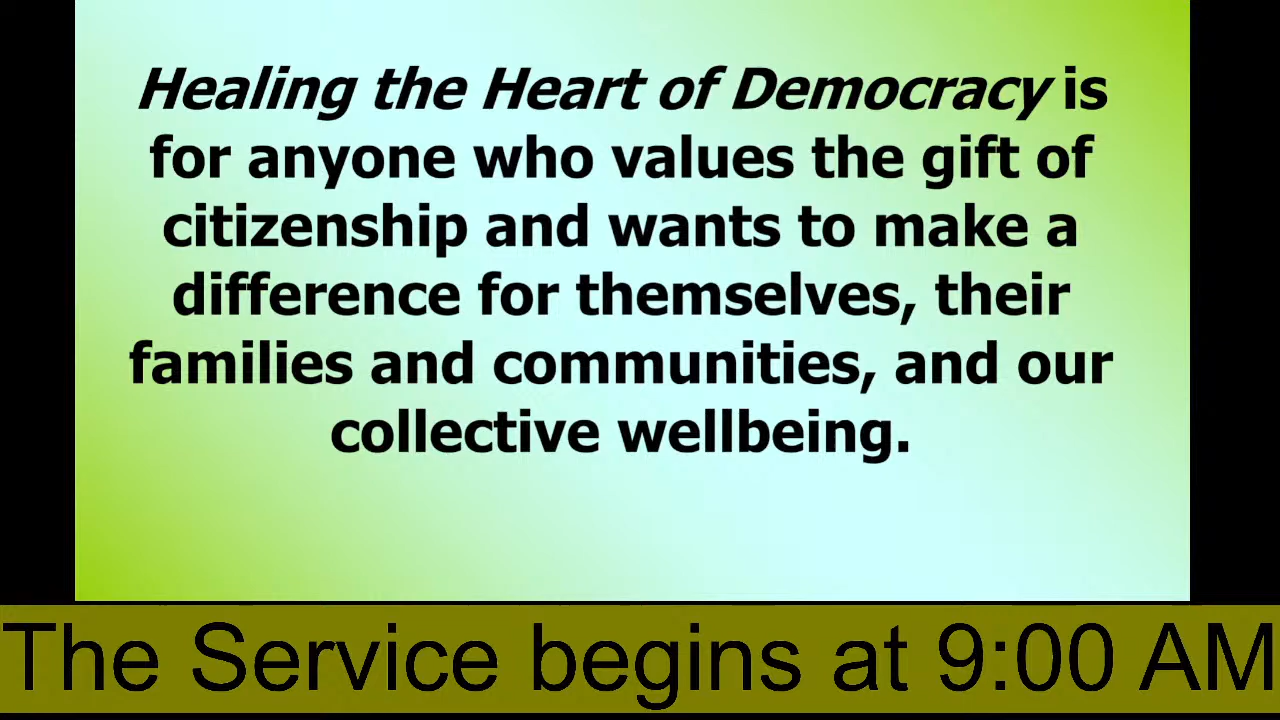 Healing the Heart of Democracy is
for anyone who values the gift of
citizenship and wants to make a
difference for themselves, their
families and communities, and our
collective wellbeing.
The Service begins at 9:00 AM